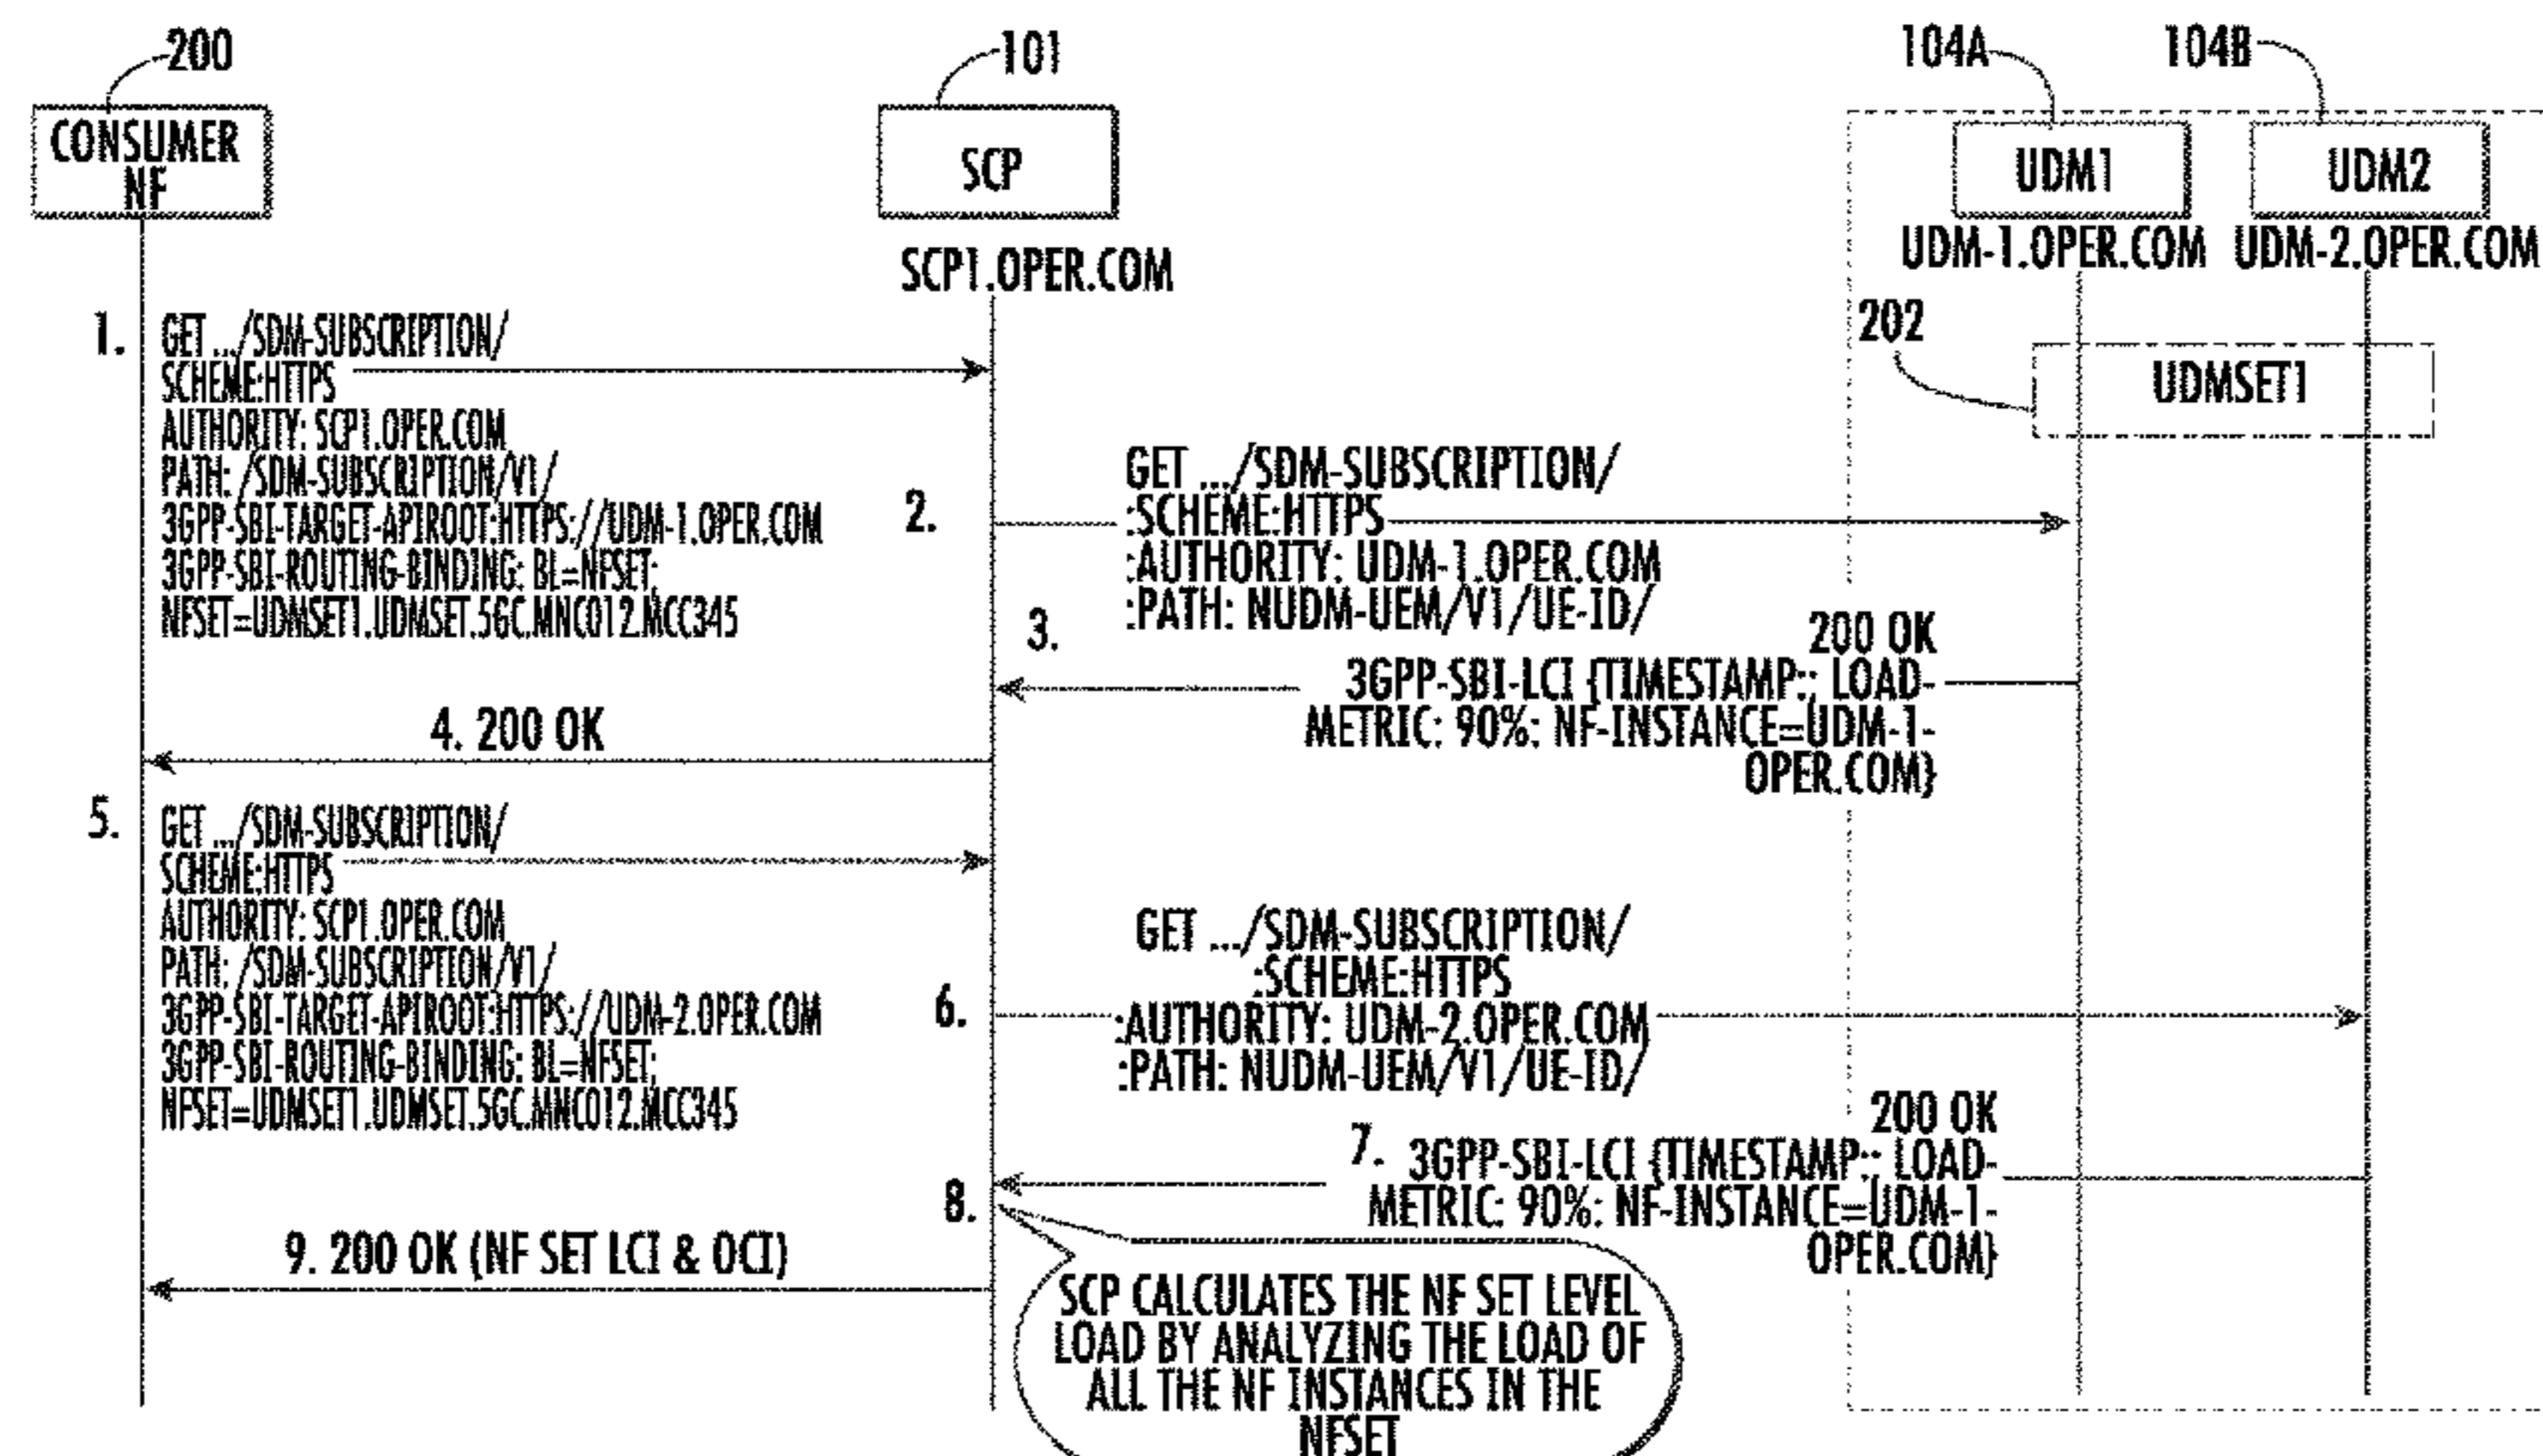 200
101
104A
104B
CONSUMER
NF
SCP
UDM1
UDM2
SCP1.OPER.COM
UDM-1.OPER.COM
UDM-2.OPER.COM
202
UDMSET1
1.
GET .../SDM-SUBSCRIPTION/
SCHEME:HTTPS
AUTHORITY: SCP1.OPER.COM
PATH: /SDM-SUBSCRIPTION/V1/
3GPP-SBI-TARGET-APIROOT:HTTPS://UDM-1.OPER.COM
3GPP-SBI-ROUTING-BINDING: BL=NFSET;
NFSET=UDMSET1.UDMSET.5GC.MNC012.MCC345
2.
GET .../SDM-SUBSCRIPTION/
:SCHEME:HTTPS
:AUTHORITY: UDM-1.OPER.COM
:PATH: NUDM-UEM/V1/UE-ID/
3.
200 OK
3GPP-SBI-LCI {TIMESTAMP:; LOAD-
METRIC: 90%: NF-INSTANCE=UDM-1-
OPER.COM}
4. 200 OK
5.
GET .../SDM-SUBSCRIPTION/
SCHEME:HTTPS
AUTHORITY: SCP1.OPER.COM
PATH: /SDM-SUBSCRIPTION/V1/
3GPP-SBI-TARGET-APIROOT:HTTPS://UDM-2.OPER.COM
3GPP-SBI-ROUTING-BINDING: BL=NFSET;
NFSET=UDMSET1.UDMSET.5GC.MNC012.MCC345
6.
GET .../SDM-SUBSCRIPTION/
:SCHEME:HTTPS
:AUTHORITY: UDM-2.OPER.COM
:PATH: NUDM-UEM/V1/UE-ID/
7.
200 OK
3GPP-SBI-LCI {TIMESTAMP:; LOAD-
METRIC: 90%: NF-INSTANCE=UDM-1-
OPER.COM}
8.
SCP CALCULATES THE NF SET LEVEL
LOAD BY ANALYZING THE LOAD OF
ALL THE NF INSTANCES IN THE
NFSET
9. 200 OK (NF SET LCI & OCI)